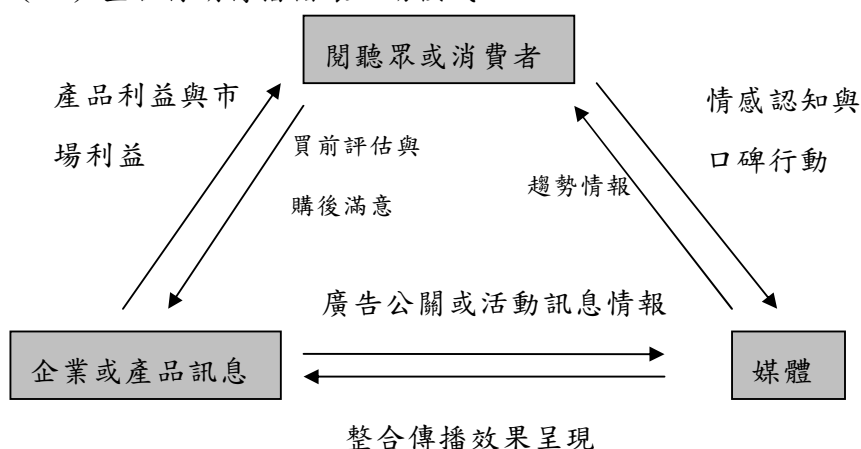 閱聽眾或消費者
產品利益與市
場利益
買前評估與
購後滿意
趨勢情報
情感認知與
口碑行動
廣告公關或活動訊息情報
企業或產品訊息
媒體
整合傳播效果呈現